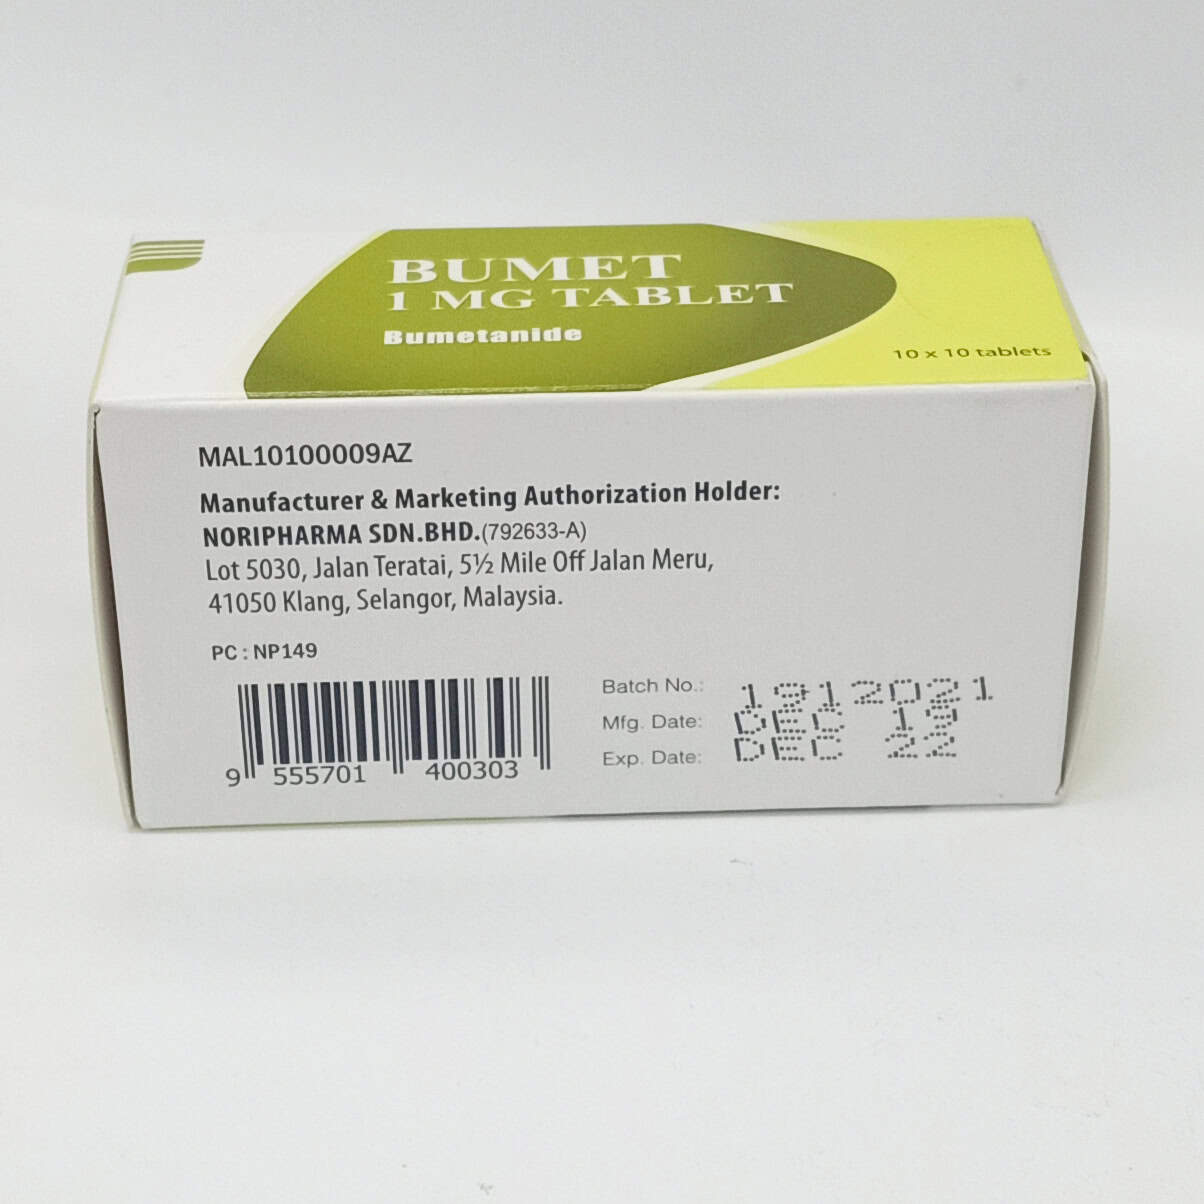 BUMET
1 MG TABLET
Bumetanide
10 x 10 tablets
MAL10100009AZ
Manufacturer & Marketing Authorization Holder:
NORIPHARMA SDN.BHD.(792633-A)
Lot 5030, Jalan Teratai, 5½ Mile Off Jalan Meru,
41050 Klang, Selangor, Malaysia.
PC : NP149
9 555701 400303
Batch No.: 1912021
Mfg. Date: DEC 19
Exp. Date: DEC 22